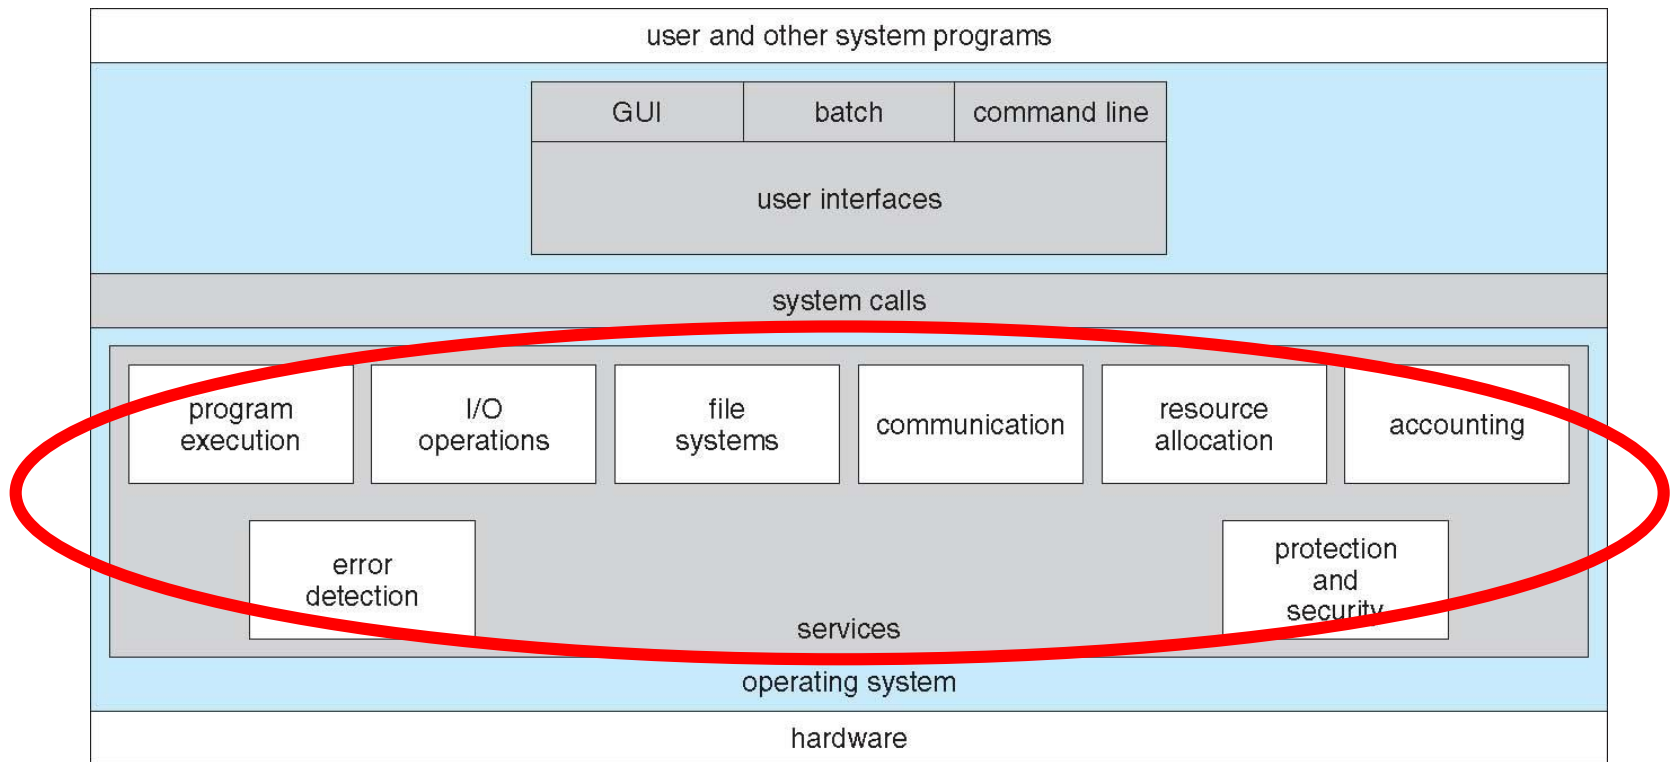 user and other system programs
GUI
batch
command line
user interfaces
system calls
program
execution
I/O
operations
file
systems
communication
resource
allocation
accounting
error
detection
protection
and
security
services
operating system
hardware